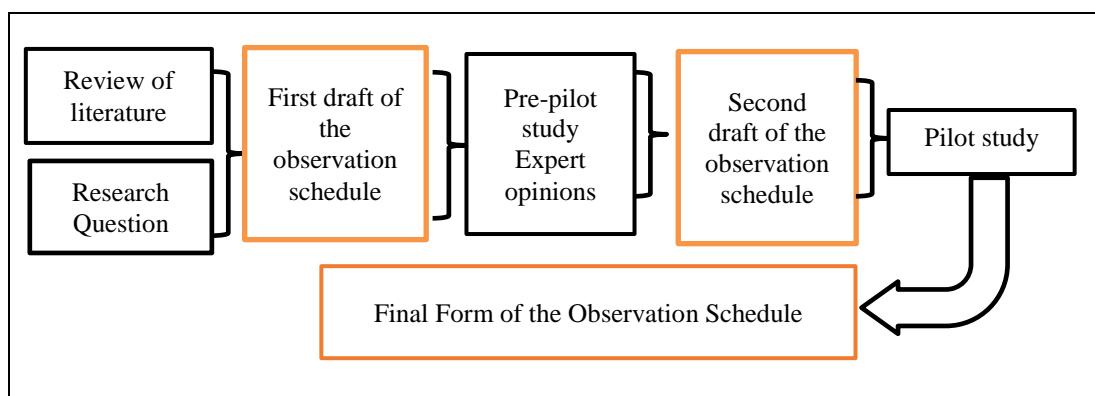 Review of
literature
Research
Question
First draft of
the
observation
schedule
Pre-pilot
study
Expert
opinions
Second
draft of the
observation
schedule
Pilot study
Final Form of the Observation Schedule